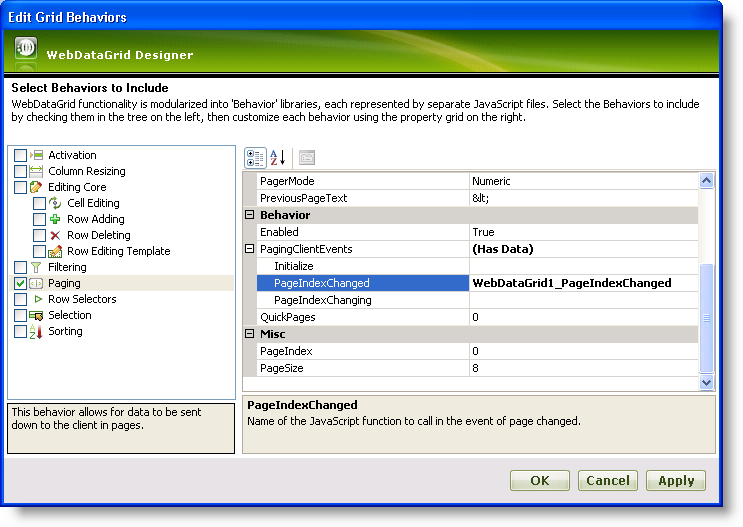 Edit Grid Behaviors
WebDataGrid Designer
Select Behaviors to Include
WebDataGrid functionality is modularized into 'Behavior' libraries, each represented by separate JavaScript files. Select the Behaviors to include
by checking them in the tree on the left, then customize each behavior using the property grid on the right.
Activation
Column Resizing
Editing Core
Cell Editing
Row Adding
Row Deleting
Row Editing Template
Filtering
Paging
Row Selectors
Selection
Sorting
This behavior allows for data to be sent
down to the client in pages.
PagerMode Numeric
PreviousPageText &lt;
Behavior
Enabled True
PagingClientEvents (Has Data)
Initialize
PageIndexChanged WebDataGrid1_PageIndexChanged
PageIndexChanging
QuickPages 0
Misc
PageIndex 0
PageSize 8
PageIndexChanged
Name of the JavaScript function to call in the event of page changed.
OK Cancel Apply